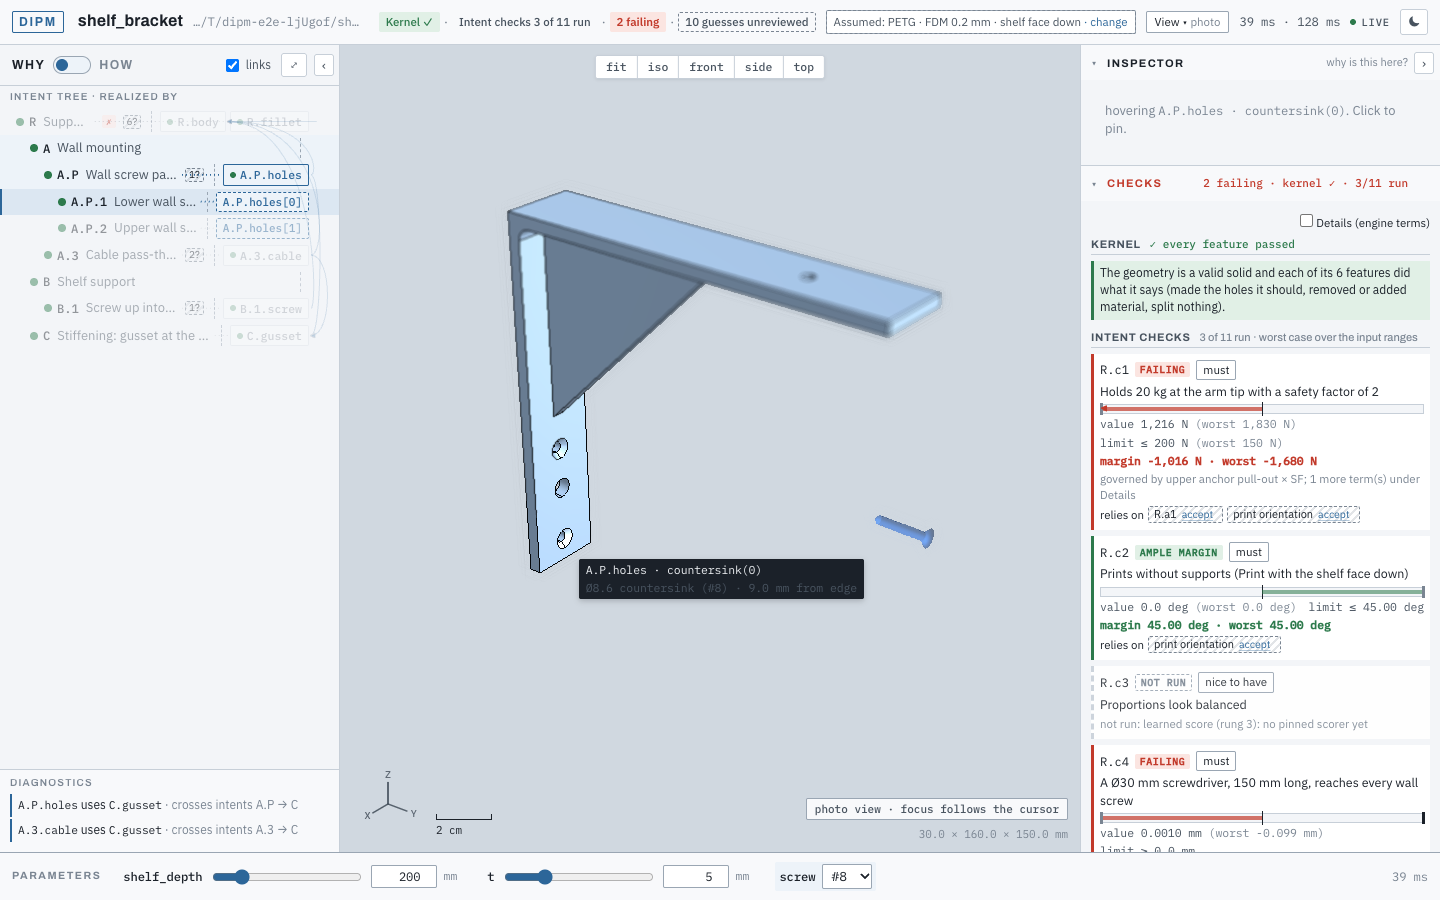 DIPM shelf_bracket …/T/dipm-e2e-ljUgof/sh… Kernel ✓ · Intent checks 3 of 11 run · 2 failing · 10 guesses unreviewed Assumed: PETG · FDM 0.2 mm · shelf face down · change View • photo 39 ms · 128 ms LIVE
WHY HOW links
INTENT TREE · REALIZED BY
R Supp… ✗ 6? R.body R.fillet
A Wall mounting
A.P Wall screw pa… 1? A.P.holes
A.P.1 Lower wall s… A.P.holes[0]
A.P.2 Upper wall s… A.P.holes[1]
A.3 Cable pass-th… 2? A.3.cable
B Shelf support
B.1 Screw up into… 1? B.1.screw
C Stiffening: gusset at the … C.gusset
DIAGNOSTICS
A.P.holes uses C.gusset · crosses intents A.P → C
A.3.cable uses C.gusset · crosses intents A.3 → C
fit iso front side top
A.P.holes · countersink(0)
Ø8.6 countersink (#8) · 9.0 mm from edge
Z
X Y
2 cm
photo view · focus follows the cursor
30.0 × 160.0 × 150.0 mm
INSPECTOR why is this here?
hovering A.P.holes · countersink(0). Click to
pin.
CHECKS 2 failing · kernel ✓ · 3/11 run
Details (engine terms)
KERNEL ✓ every feature passed
The geometry is a valid solid and each of its 6 features did
what it says (made the holes it should, removed or added
material, split nothing).
INTENT CHECKS 3 of 11 run · worst case over the input ranges
R.c1 FAILING must
Holds 20 kg at the arm tip with a safety factor of 2
value 1,216 N (worst 1,830 N)
limit ≤ 200 N (worst 150 N)
margin -1,016 N · worst -1,680 N
governed by upper anchor pull-out × SF; 1 more term(s) under
Details
relies on R.a1 accept print orientation accept
R.c2 AMPLE MARGIN must
Prints without supports (Print with the shelf face down)
value 0.0 deg (worst 0.0 deg) limit ≤ 45.00 deg
margin 45.00 deg · worst 45.00 deg
relies on print orientation accept
R.c3 NOT RUN nice to have
Proportions look balanced
not run: learned score (rung 3): no pinned scorer yet
R.c4 FAILING must
A Ø30 mm screwdriver, 150 mm long, reaches every wall
screw
value 0.0010 mm (worst -0.099 mm)
limit ≥ 0.0 mm
PARAMETERS shelf_depth 200 mm t 5 mm screw #8 39 ms